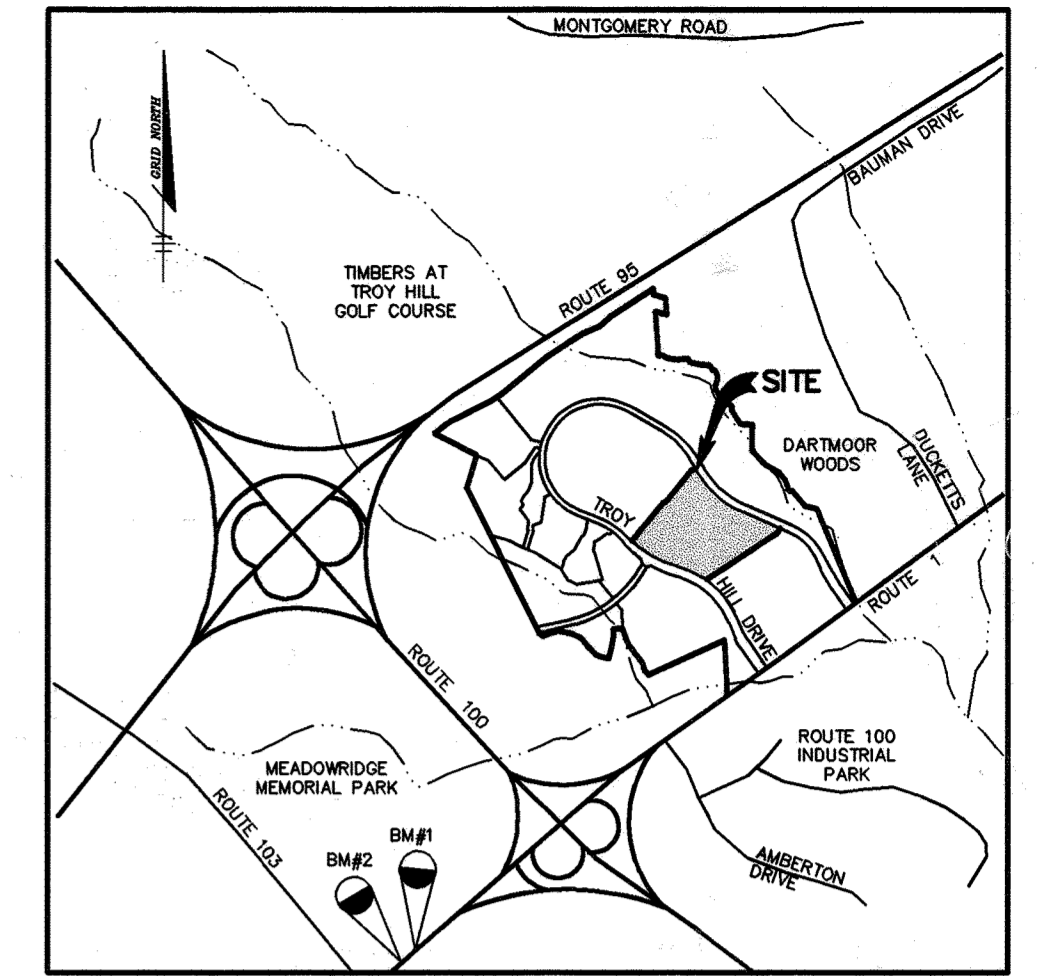 MONTGOMERY ROAD
GRID NORTH
BAUMAN DRIVE
TIMBERS AT
TROY HILL
GOLF COURSE
ROUTE 95
SITE
DARTMOOR
WOODS
DUCKETTS
LANE
TROY
HILL DRIVE
ROUTE 1
ROUTE 100
ROUTE 100
INDUSTRIAL
PARK
MEADOWRIDGE
MEMORIAL PARK
ROUTE 103
BM#1
BM#2
AMBERTON
DRIVE